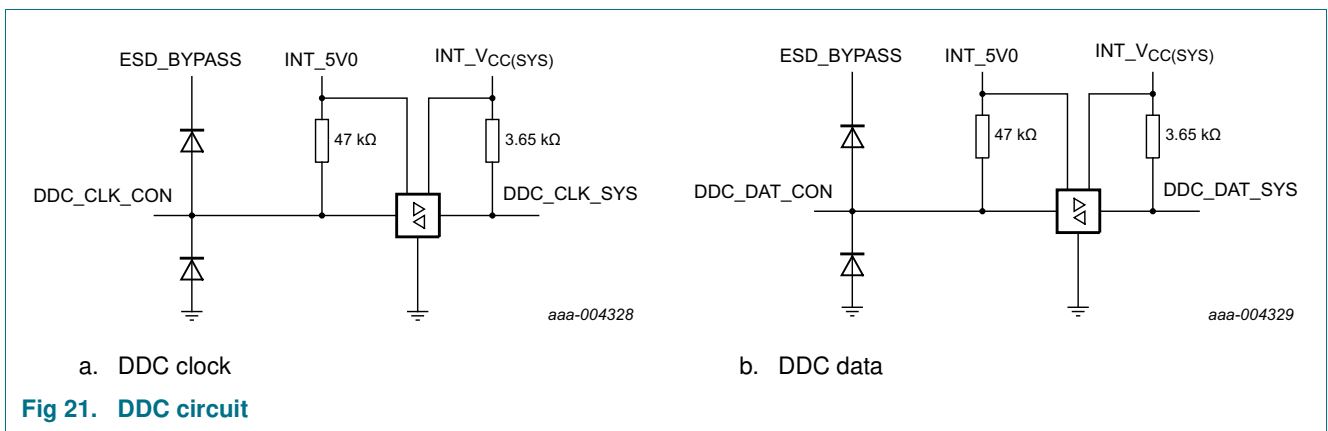 ESD_BYPASS INT_5V0 INT_VCC(SYS)
47 kΩ 3.65 kΩ
DDC_CLK_CON DDC_CLK_SYS
aaa-004328
a. DDC clock
ESD_BYPASS INT_5V0 INT_VCC(SYS)
47 kΩ 3.65 kΩ
DDC_DAT_CON DDC_DAT_SYS
aaa-004329
b. DDC data
Fig 21. DDC circuit